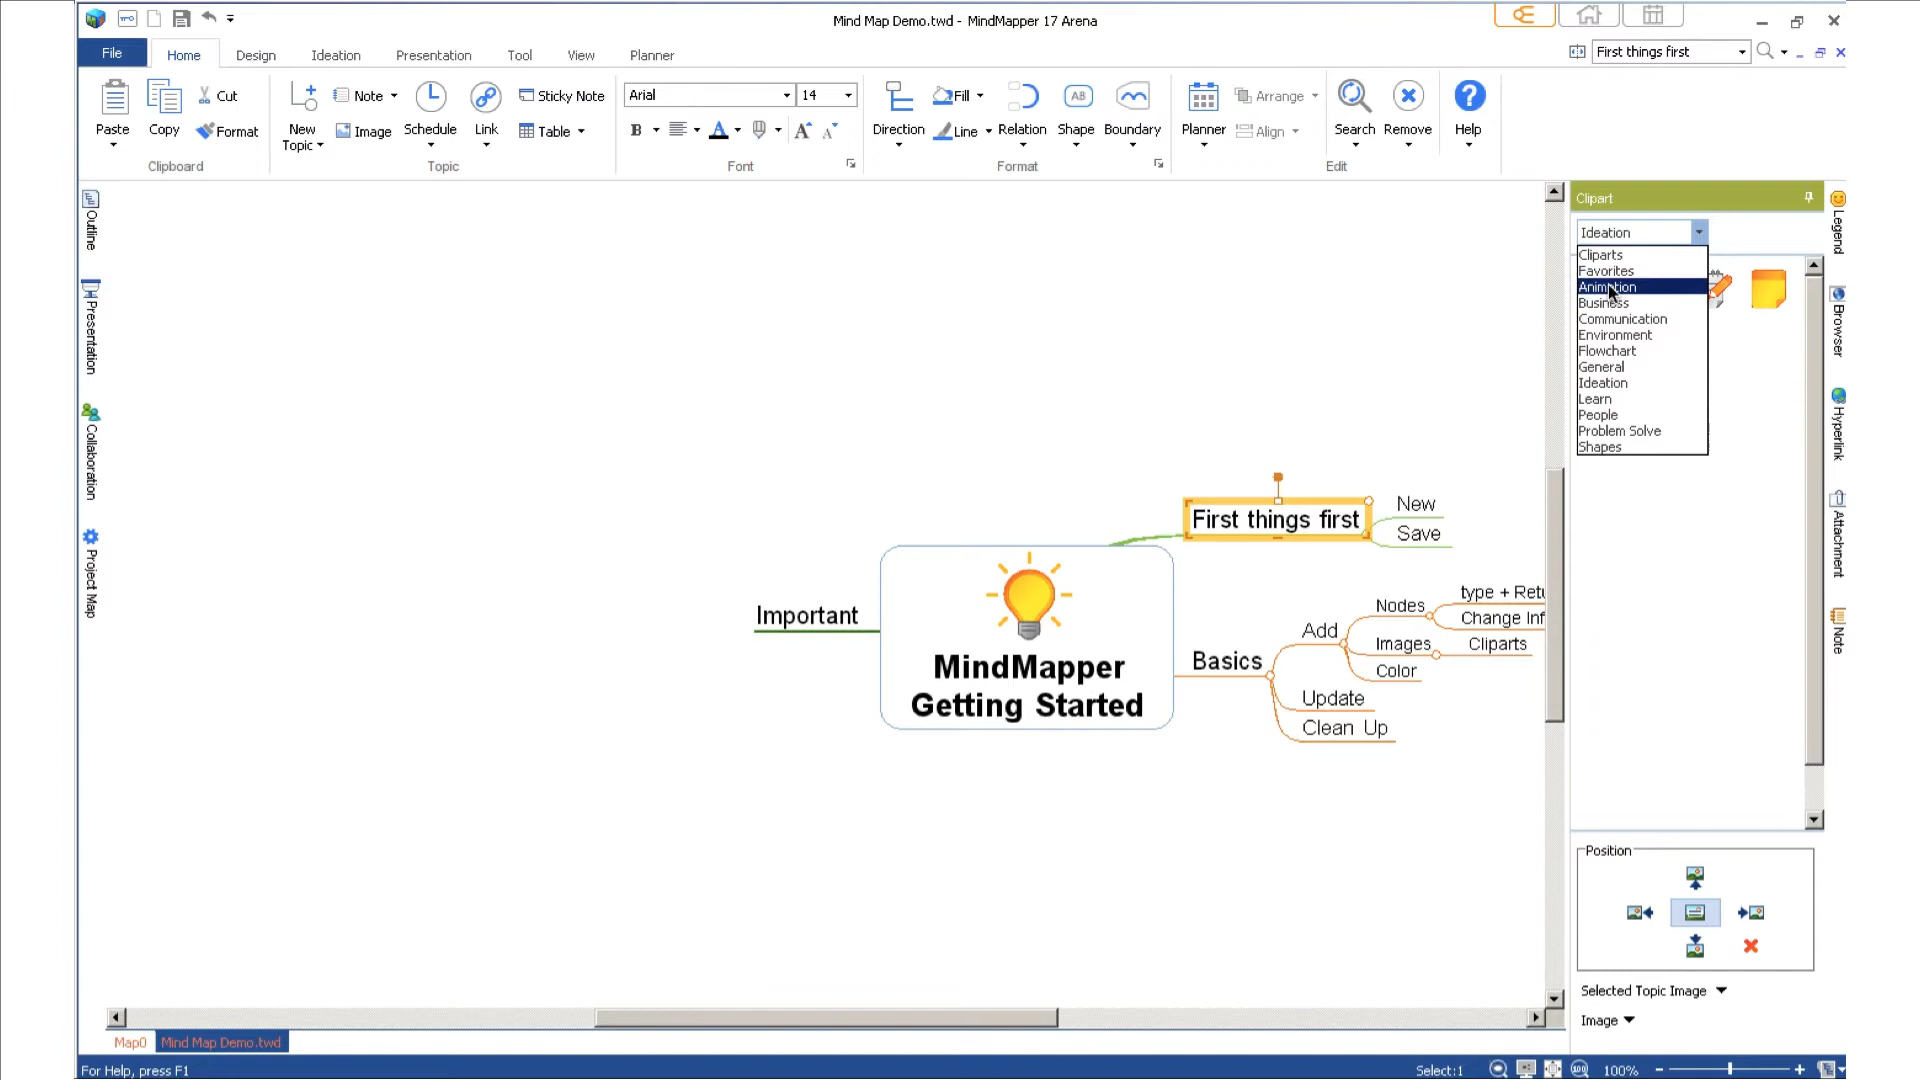 Mind Map Demo.twd - MindMapper 17 Arena
File Home Design Ideation Presentation Tool View Planner
First things first
Paste
Copy
Cut
Format
Clipboard
New
Topic
Note
Image
Schedule
Link
Sticky Note
Table
Topic
Arial
14
B
A
A
A
Font
Direction
Fill
Line
Relation
AB
Shape
Boundary
Format
Planner
Arrange
Align
Search
Remove
Help
Edit
Outline
Presentation
Collaboration
Project Map
Clipart
Ideation
Cliparts
Favorites
Animation
Business
Communication
Environment
Flowchart
General
Ideation
Learn
People
Problem Solve
Shapes
Legend
Browser
Hyperlink
Attachment
Note
First things first
New
Save
Important
MindMapper
Getting Started
Basics
Add
Nodes
type + Retu
Change Inf
Images
Cliparts
Color
Update
Clean Up
Position
Selected Topic Image
Image
Map0
Mind Map Demo.twd
For Help, press F1
Select:1
100%